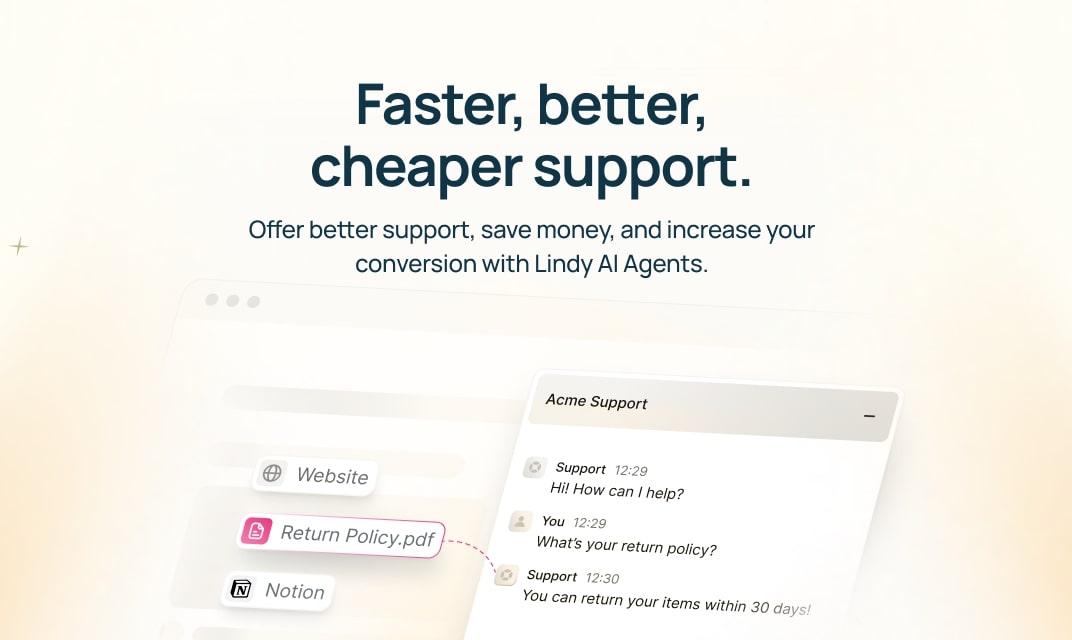 Faster, better,
cheaper support.
Offer better support, save money, and increase your
conversion with Lindy AI Agents.
Acme Support
Website
Return Policy.pdf
Notion
Support 12:29
Hi! How can I help?
You 12:29
What's your return policy?
Support 12:30
You can return your items within 30 days!